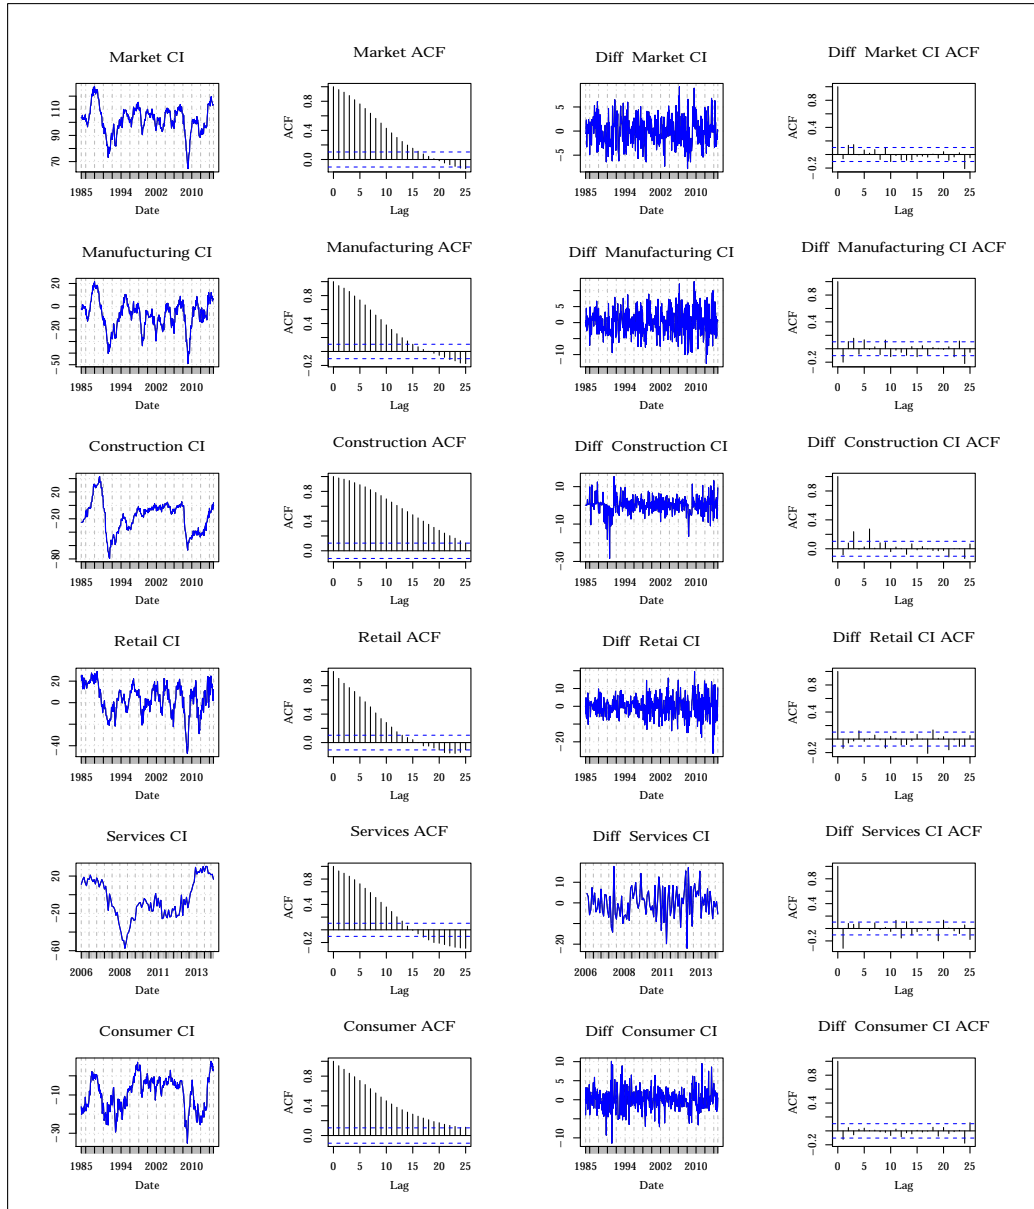 Market CI
Market ACF
Diff Market CI
Diff Market CI ACF
70 90 110
1985 1994 2002 2010
Date
ACF
0.0 0.4 0.8
0 5 10 15 20 25
Lag
-5 0 5
1985 1994 2002 2010
Date
ACF
-0.2 0.4 1.0
0 5 10 15 20 25
Lag
Manufucturing CI
Manufacturing ACF
Diff Manufacturing CI
Diff Manufacturing CI ACF
-50 -20 0 20
1985 1994 2002 2010
Date
ACF
-0.2 0.4 1.0
0 5 10 15 20 25
Lag
-10 0 5
1985 1994 2002 2010
Date
ACF
-0.2 0.4 1.0
0 5 10 15 20 25
Lag
Construction CI
Construction ACF
Diff Construction CI
Diff Construction CI ACF
-80 -20 20
1985 1994 2002 2010
Date
ACF
0.0 0.4 0.8
0 5 10 15 20 25
Lag
-30 -10 10
1985 1994 2002 2010
Date
ACF
0.0 0.4 0.8
0 5 10 15 20 25
Lag
Retail CI
Retail ACF
Diff Retai CI
Diff Retail CI ACF
-40 0 20
1985 1994 2002 2010
Date
ACF
0.0 0.4 0.8
0 5 10 15 20 25
Lag
-20 0 10
1985 1994 2002 2010
Date
ACF
-0.2 0.4 1.0
0 5 10 15 20 25
Lag
Services CI
Services ACF
Diff Services CI
Diff Services CI ACF
-60 -20 20
2006 2008 2011 2013
Date
ACF
-0.2 0.4 0.8
0 5 10 15 20 25
Lag
-20 0 10
2006 2008 2011 2013
Date
ACF
-0.2 0.4 1.0
0 5 10 15 20 25
Lag
Consumer CI
Consumer ACF
Diff Consumer CI
Diff Consumer CI ACF
-30 -10
1985 1994 2002 2010
Date
ACF
0.0 0.4 0.8
0 5 10 15 20 25
Lag
-10 0 5 10
1985 1994 2002 2010
Date
ACF
-0.2 0.4 1.0
0 5 10 15 20 25
Lag